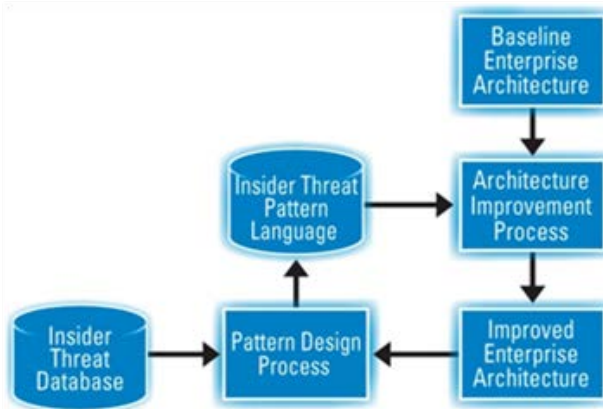 Baseline
Enterprise
Architecture
Insider Threat
Pattern
Language
Architecture
Improvement
Process
Insider
Threat
Database
Pattern Design
Process
Improved
Enterprise
Architecture